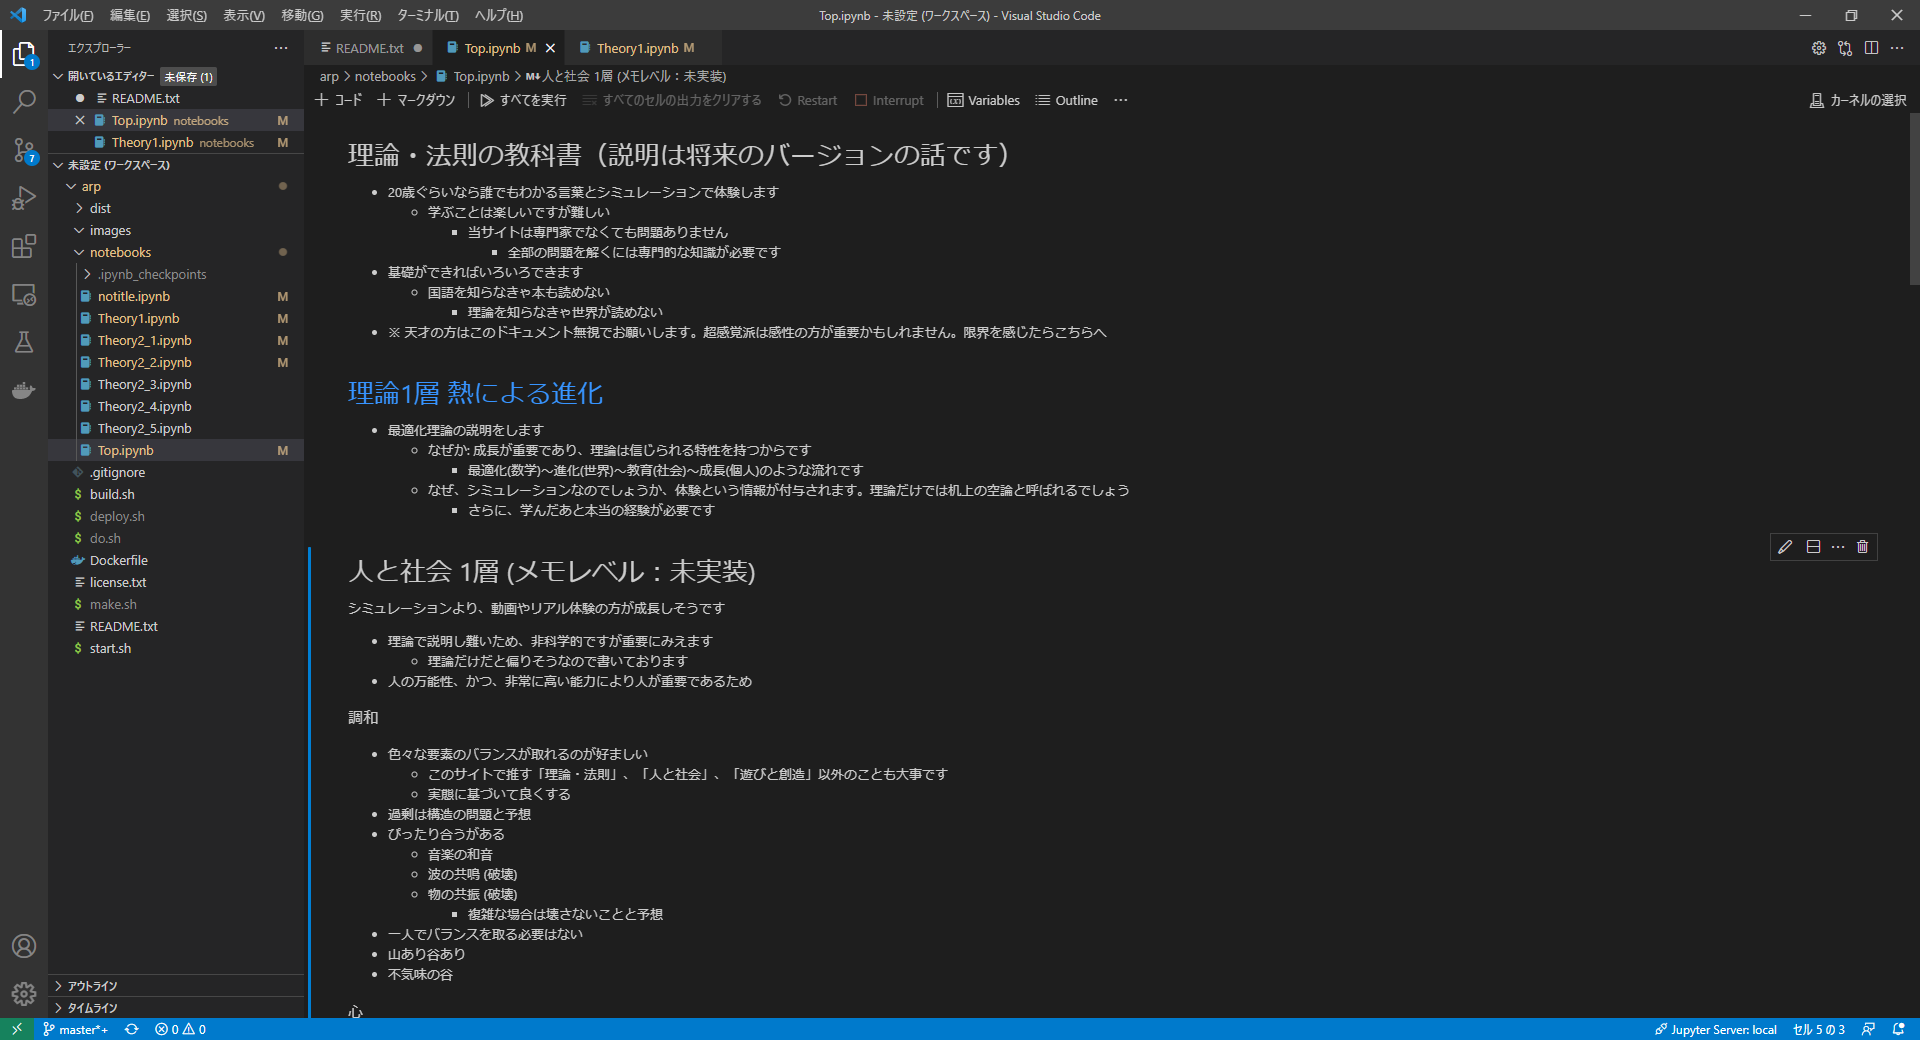 ファイル(F) 編集(E) 選択(S) 表示(V) 移動(G) 実行(R) ターミナル(T) ヘルプ(H)
Top.ipynb - 未設定 (ワークスペース) - Visual Studio Code
エクスプローラー
開いているエディター 未保存 (1)
README.txt
Top.ipynb notebooks M
Theory1.ipynb notebooks M
未設定 (ワークスペース)
arp
dist
images
notebooks
.ipynb_checkpoints
notitle.ipynb M
Theory1.ipynb M
Theory2_1.ipynb M
Theory2_2.ipynb M
Theory2_3.ipynb
Theory2_4.ipynb
Theory2_5.ipynb
Top.ipynb M
.gitignore
build.sh
deploy.sh
do.sh
Dockerfile
license.txt
make.sh
README.txt
start.sh
アウトライン
タイムライン
1
7
README.txt
Top.ipynb M
Theory1.ipynb M
arp > notebooks > Top.ipynb > M↓人と社会 1層 (メモレベル：未実装)
コード マークダウン すべてを実行 すべてのセルの出力をクリアする Restart Interrupt Variables Outline
カーネルの選択
理論・法則の教科書（説明は将来のバージョンの話です）
20歳ぐらいなら誰でもわかる言葉とシミュレーションで体験します
学ぶことは楽しいですが難しい
当サイトは専門家でなくても問題ありません
全部の問題を解くには専門的な知識が必要です
基礎ができればいろいろできます
国語を知らなきゃ本も読めない
理論を知らなきゃ世界が読めない
※ 天才の方はこのドキュメント無視でお願いします。超感覚派は感性の方が重要かもしれません。限界を感じたらこちらへ
理論1層 熱による進化
最適化理論の説明をします
なぜか: 成長が重要であり、理論は信じられる特性を持つからです
最適化(数学)～進化(世界)～教育(社会)～成長(個人)のような流れです
なぜ、シミュレーションなのでしょうか、体験という情報が付与されます。理論だけでは机上の空論と呼ばれるでしょう
さらに、学んだあと本当の経験が必要です
人と社会 1層 (メモレベル：未実装)
シミュレーションより、動画やリアル体験の方が成長しそうです
理論で説明し難いため、非科学的ですが重要にみえます
理論だけだと偏りそうなので書いております
人の万能性、かつ、非常に高い能力により人が重要であるため
調和
色々な要素のバランスが取れるのが好ましい
このサイトで推す「理論・法則」、「人と社会」、「遊びと創造」以外のことも大事です
実態に基づいて良くする
過剰は構造の問題と予想
ぴったり合うがある
音楽の和音
波の共鳴 (破壊)
物の共振 (破壊)
複雑な場合は壊さないことと予想
一人でバランスを取る必要はない
山あり谷あり
不気味の谷
心
master*+ 0 0
Jupyter Server: local セル 5 の 3